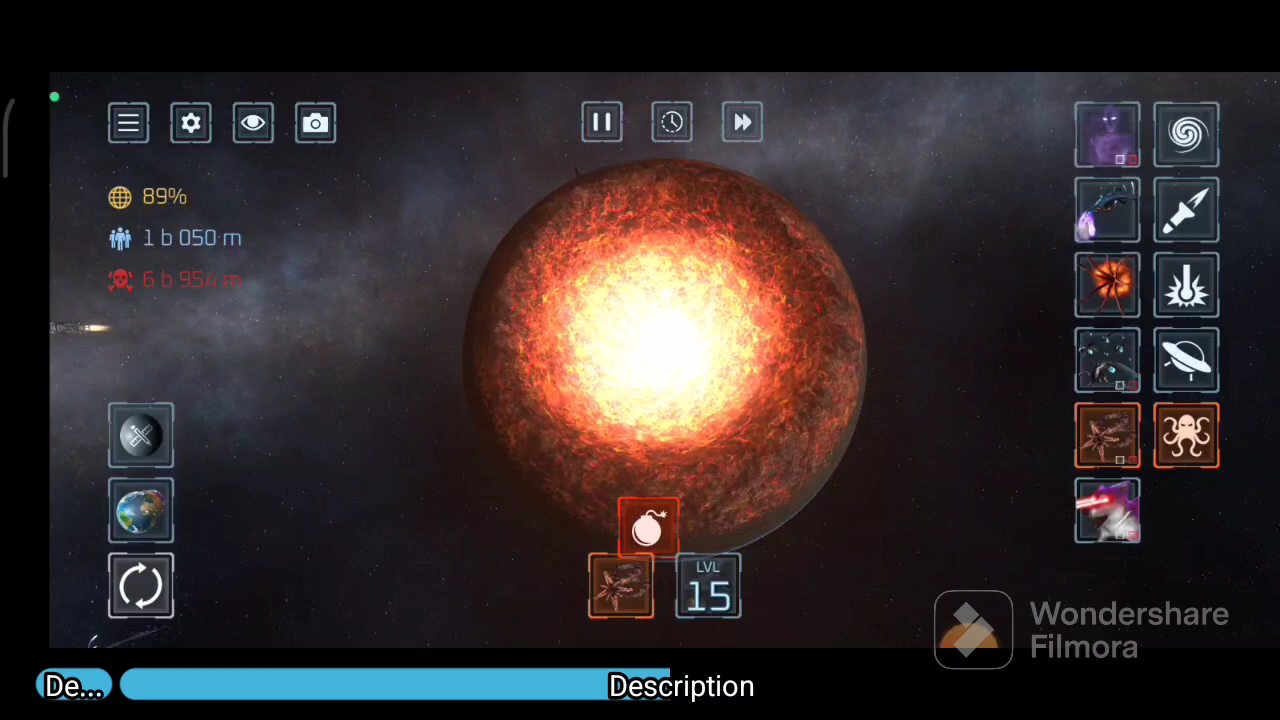 89%
1 b 050 m
6 b 954 m
LVL
15
Wondershare
Filmora
De...
Description